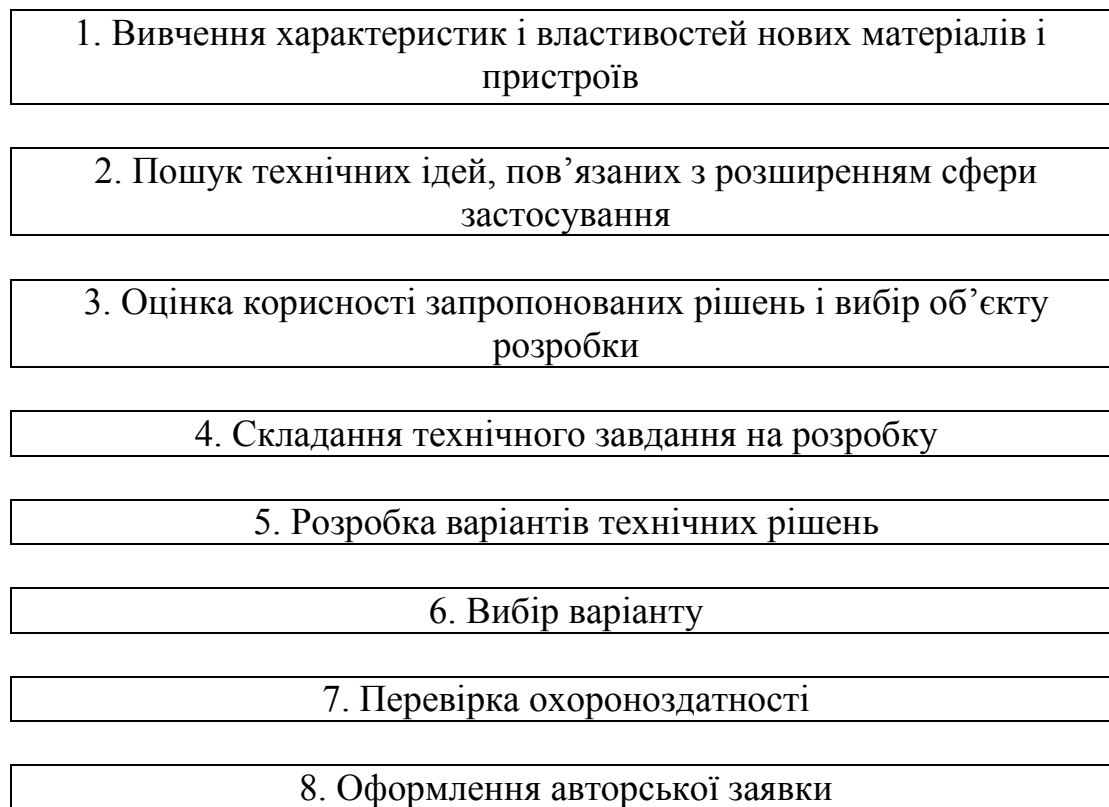 1. Вивчення характеристик і властивостей нових матеріалів і
пристроїв
2. Пошук технічних ідей, пов’язаних з розширенням сфери
застосування
3. Оцінка корисності запропонованих рішень і вибір об’єкту
розробки
4. Складання технічного завдання на розробку
5. Розробка варіантів технічних рішень
6. Вибір варіанту
7. Перевірка охороноздатності
8. Оформлення авторської заявки